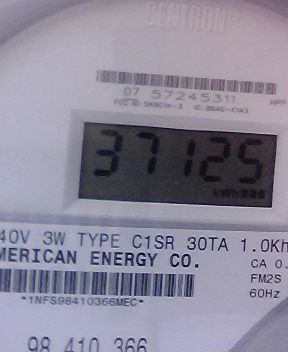 CENTRON®
07 57245311
37125
kWh
40V 3W TYPE C1SR 30TA 1.0Kh
MERICAN ENERGY CO.
CA 0.
FM2S
*1NFS98410366MEC*
60Hz
98 410 366